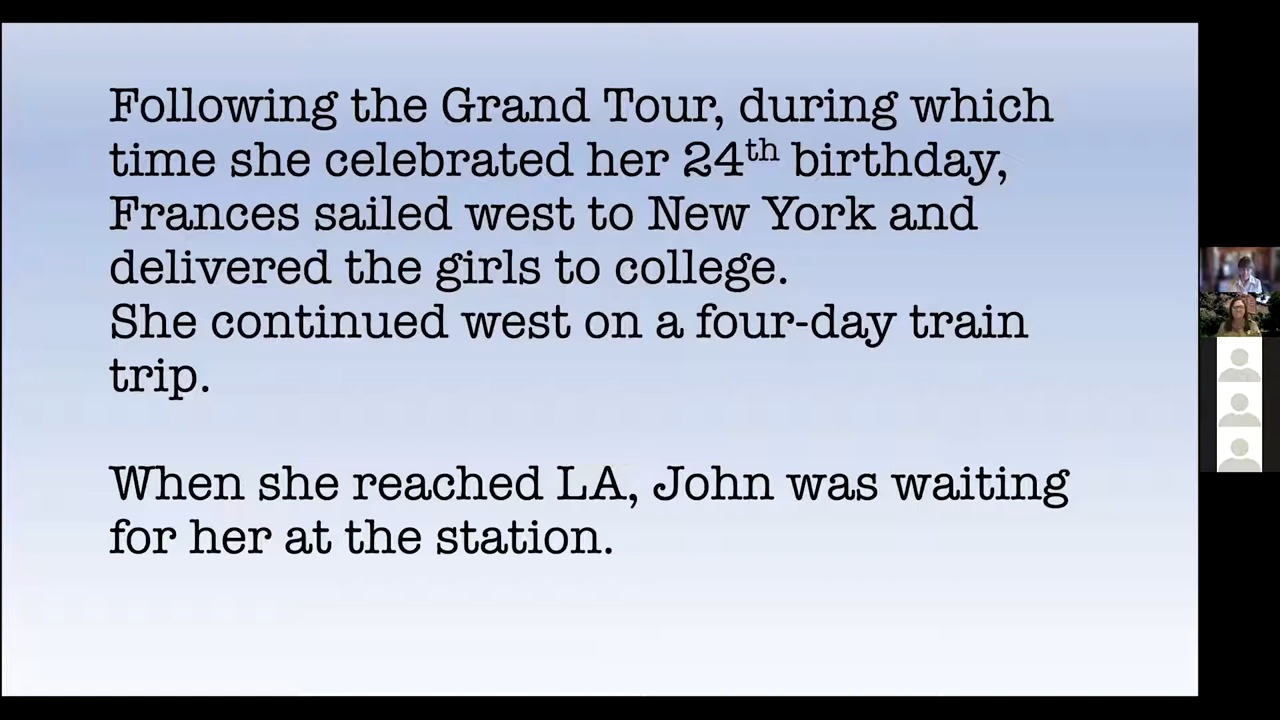 Following the Grand Tour, during which
time she celebrated her 24th birthday,
Frances sailed west to New York and
delivered the girls to college.
She continued west on a four-day train
trip.
When she reached LA, John was waiting
for her at the station.